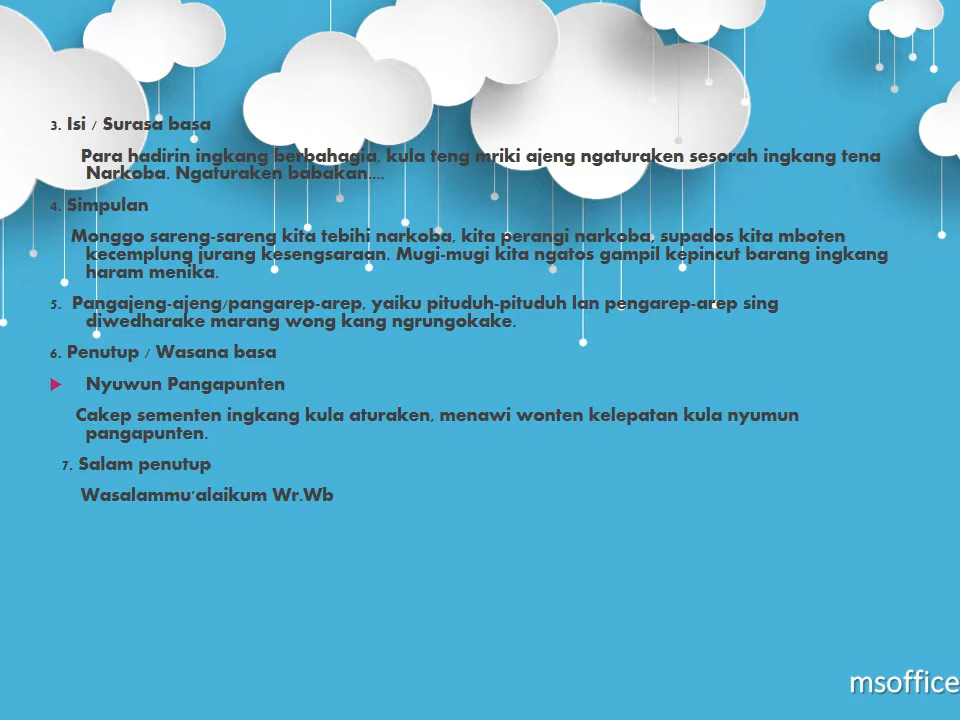 3. Isi / Surasa basa
Para hadirin ingkang berbahagia, kula teng mriki ajeng ngaturaken sesorah ingkang tena
Narkoba. Ngaturaken babakan....
4. Simpulan
Monggo sareng-sareng kita tebihi narkoba, kita perangi narkoba, supados kita mboten
kecemplung jurang kesengsaraan. Mugi-mugi kita ngatos gampil kepincut barang ingkang
haram menika.
5. Pangajeng-ajeng/pangarep-arep, yaiku pituduh-pituduh lan pengarep-arep sing
diwedharake marang wong kang ngrungokake.
6. Penutup / Wasana basa
Nyuwun Pangapunten
Cakep sementen ingkang kula aturaken, menawi wonten kelepatan kula nyumun
pangapunten.
7. Salam penutup
Wasalammu'alaikum Wr.Wb
msoffice